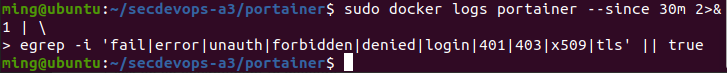 ming@ubuntu:~/secdevops-a3/portainer$ sudo docker logs portainer --since 30m 2>&
1 | \
> egrep -i 'fail|error|unauth|forbidden|denied|login|401|403|x509|tls' || true
ming@ubuntu:~/secdevops-a3/portainer$